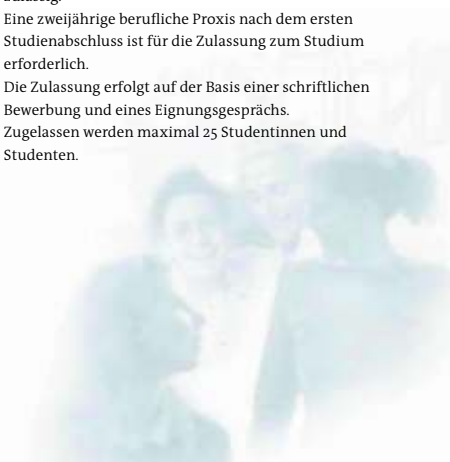 Eine zweijährige berufliche Proxis nach dem ersten
Studienabschluss ist für die Zulassung zum Studium
erforderlich.
Die Zulassung erfolgt auf der Basis einer schriftlichen
Bewerbung und eines Eignungsgesprächs.
Zugelassen werden maximal 25 Studentinnen und
Studenten.